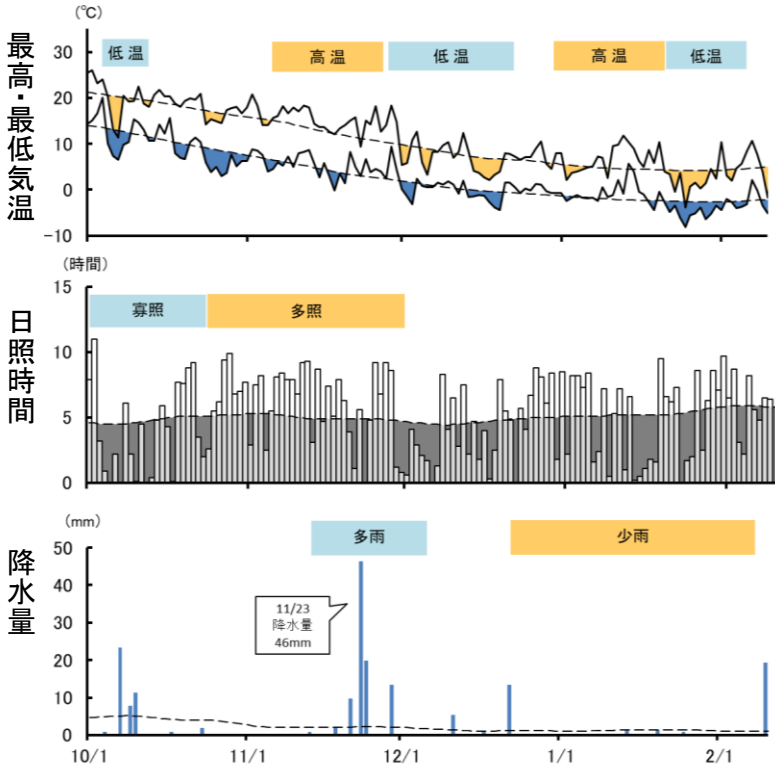 最高・最低気温
(℃)
30
20
10
0
-10
低温
高温
低温
高温
低温
日照時間
(時間)
15
10
5
0
寡照
多照
降水量
(mm)
50
40
30
20
10
0
多雨
少雨
11/23
降水量
46mm
10/1
11/1
12/1
1/1
2/1